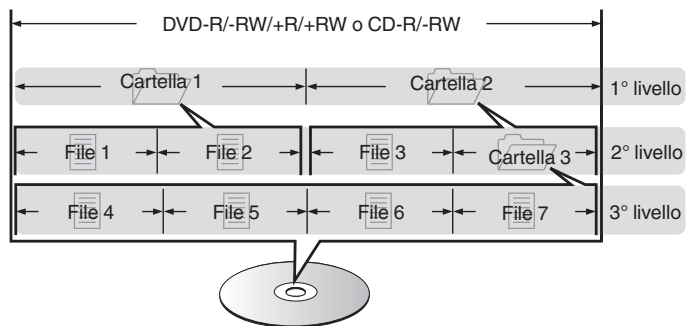 DVD-R/-RW/+R/+RW o CD-R/-RW
Cartella 1 Cartella 2 1° livello
File 1 File 2 File 3 Cartella 3 2° livello
File 4 File 5 File 6 File 7 3° livello